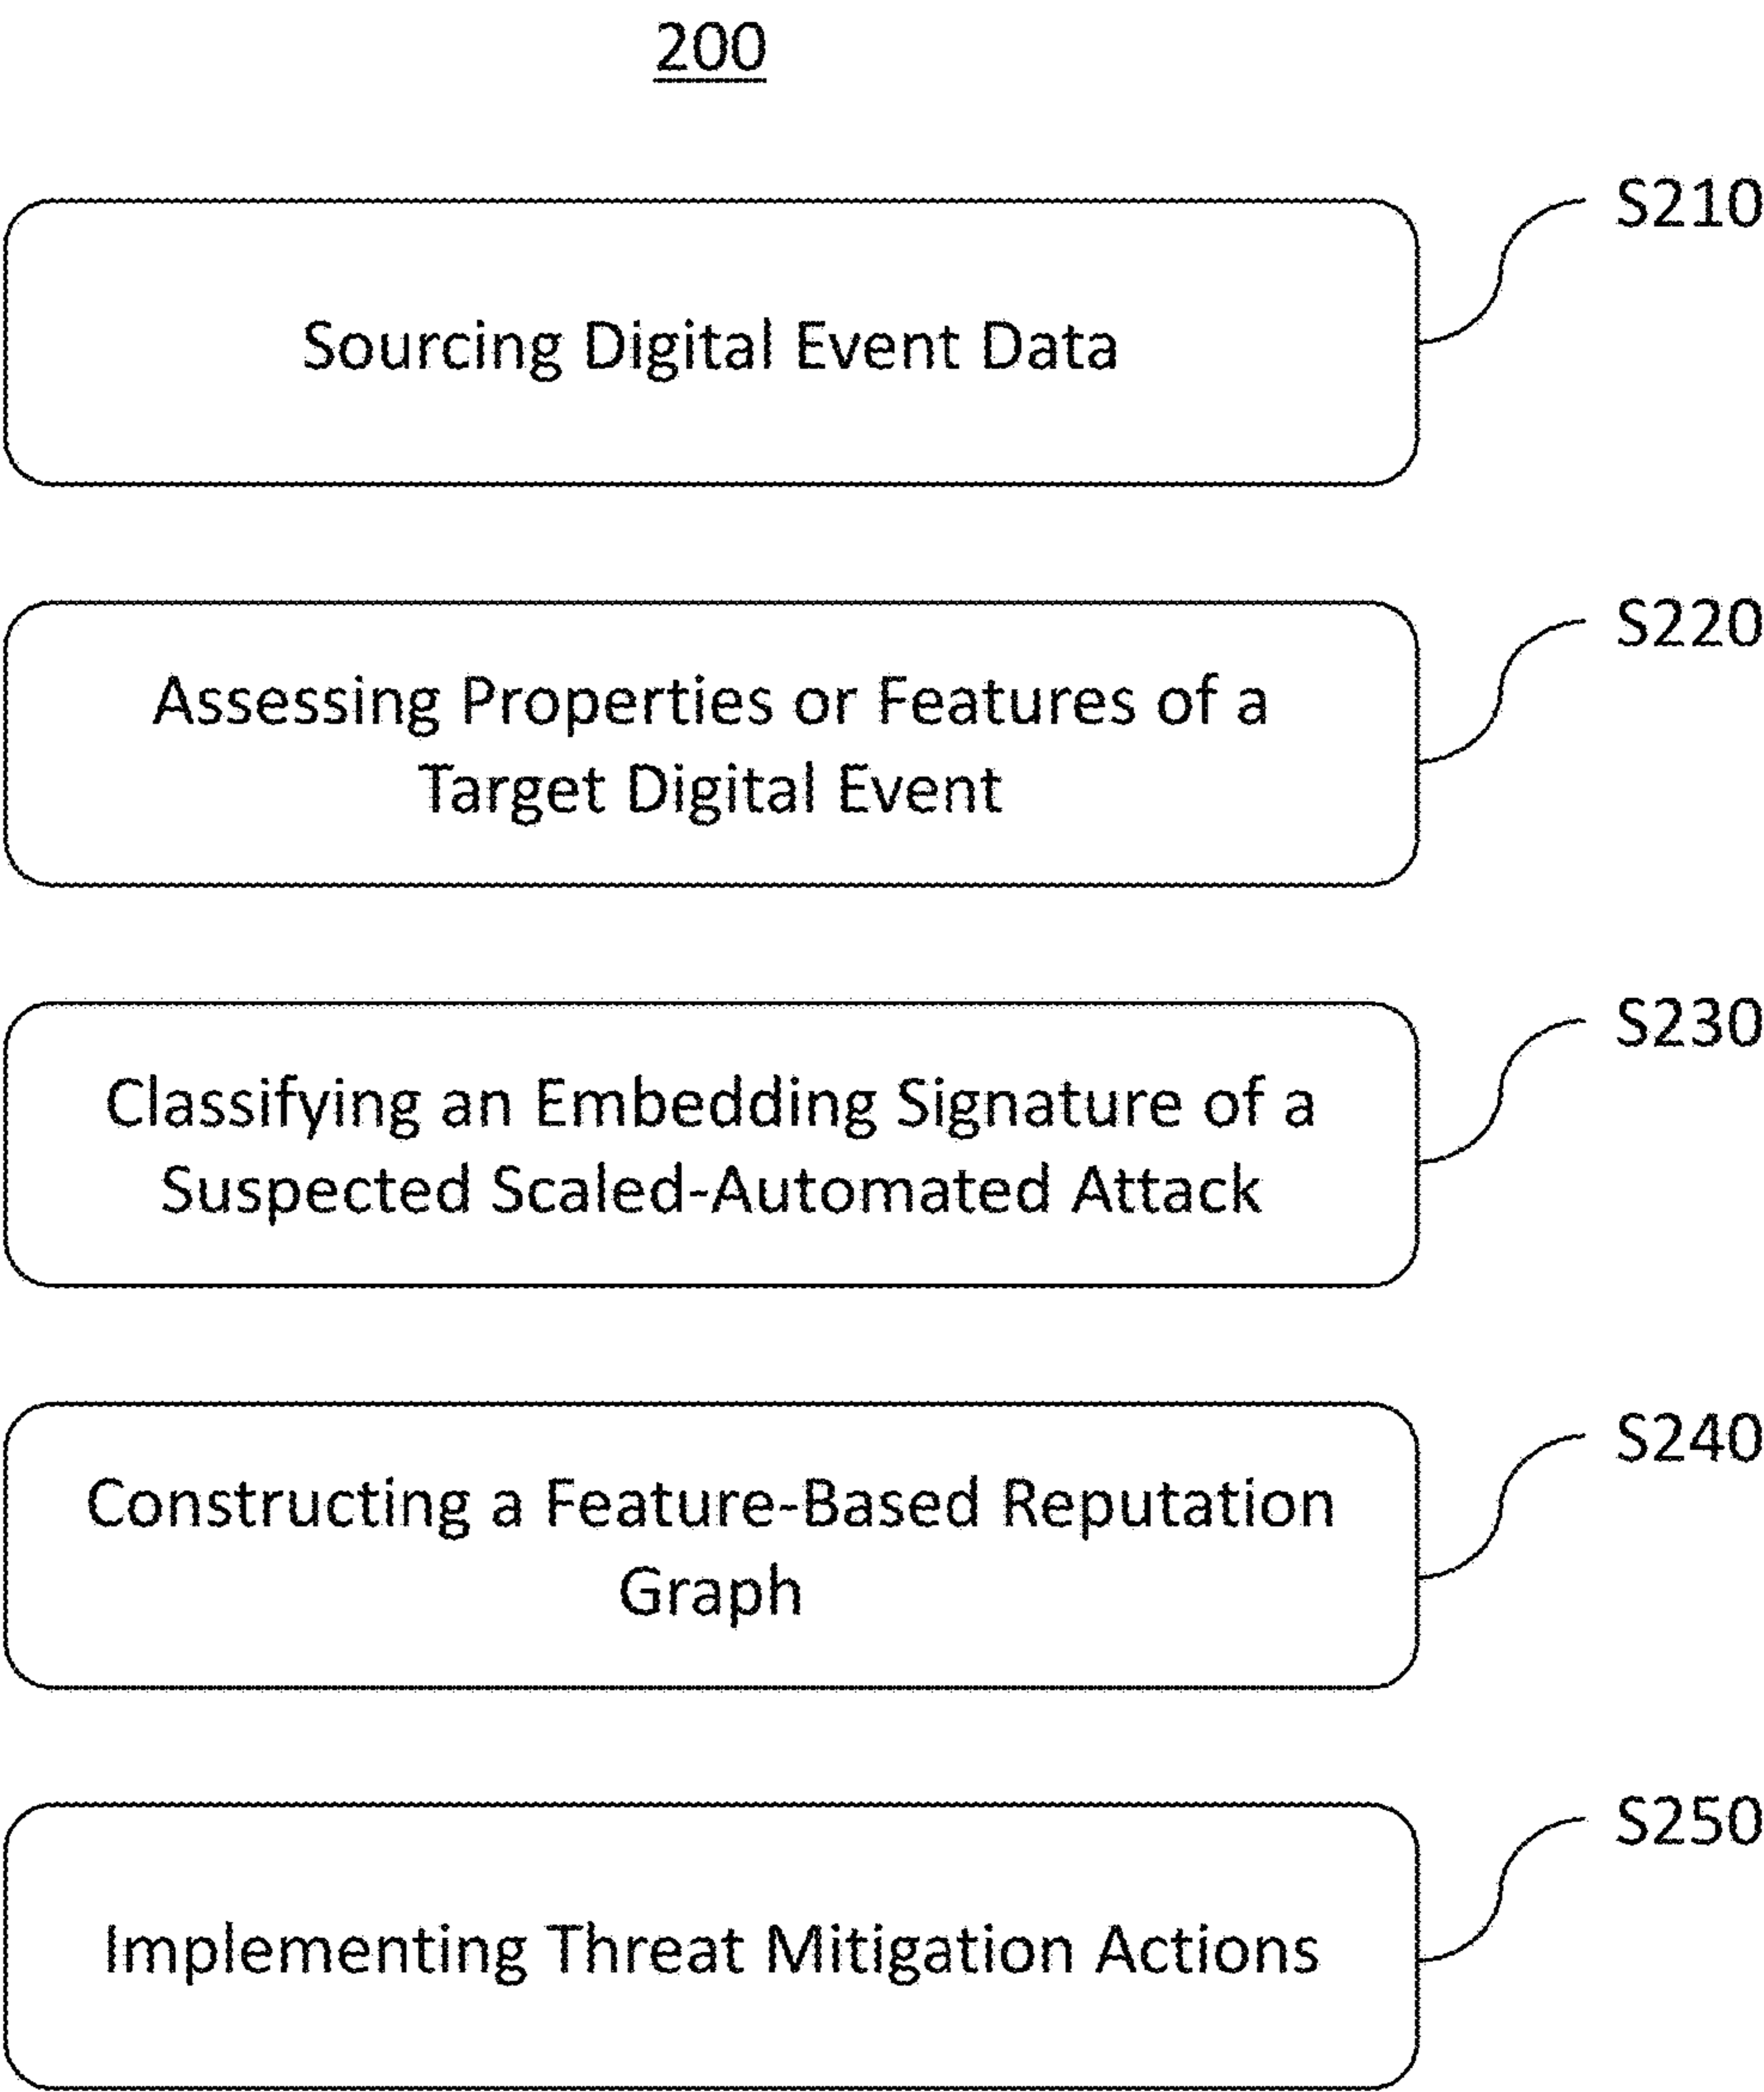 200
S210
Sourcing Digital Event Data
S220
Assessing Properties or Features of a
Target Digital Event
S230
Classifying an Embedding Signature of a
Suspected Scaled-Automated Attack
S240
Constructing a Feature-Based Reputation
Graph
S250
Implementing Threat Mitigation Actions